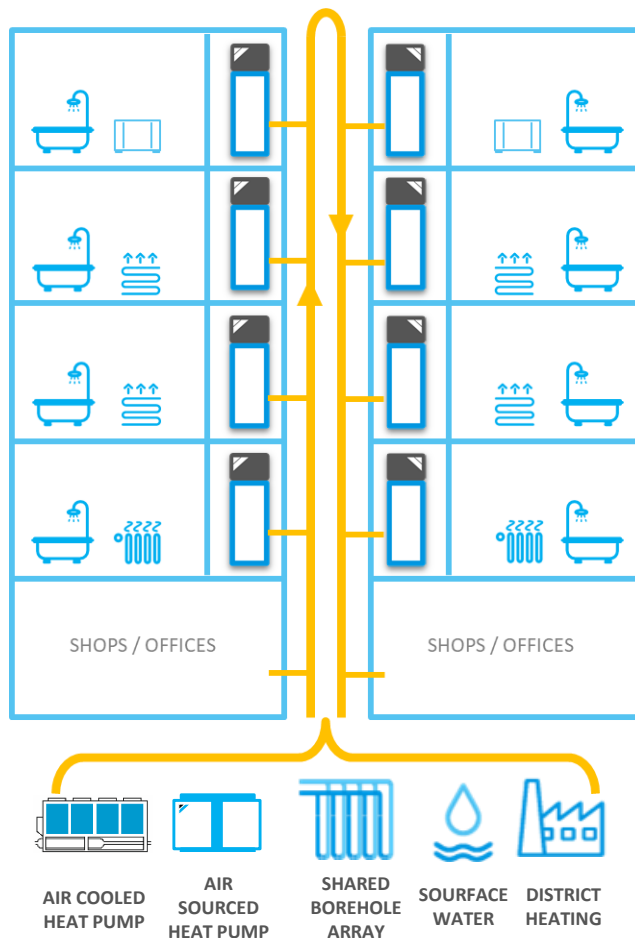 SHOPS / OFFICES
SHOPS / OFFICES
AIR COOLED
HEAT PUMP
AIR
SOURCED
HEAT PUMP
SHARED
BOREHOLE
ARRAY
SOURFACE
WATER
DISTRICT
HEATING